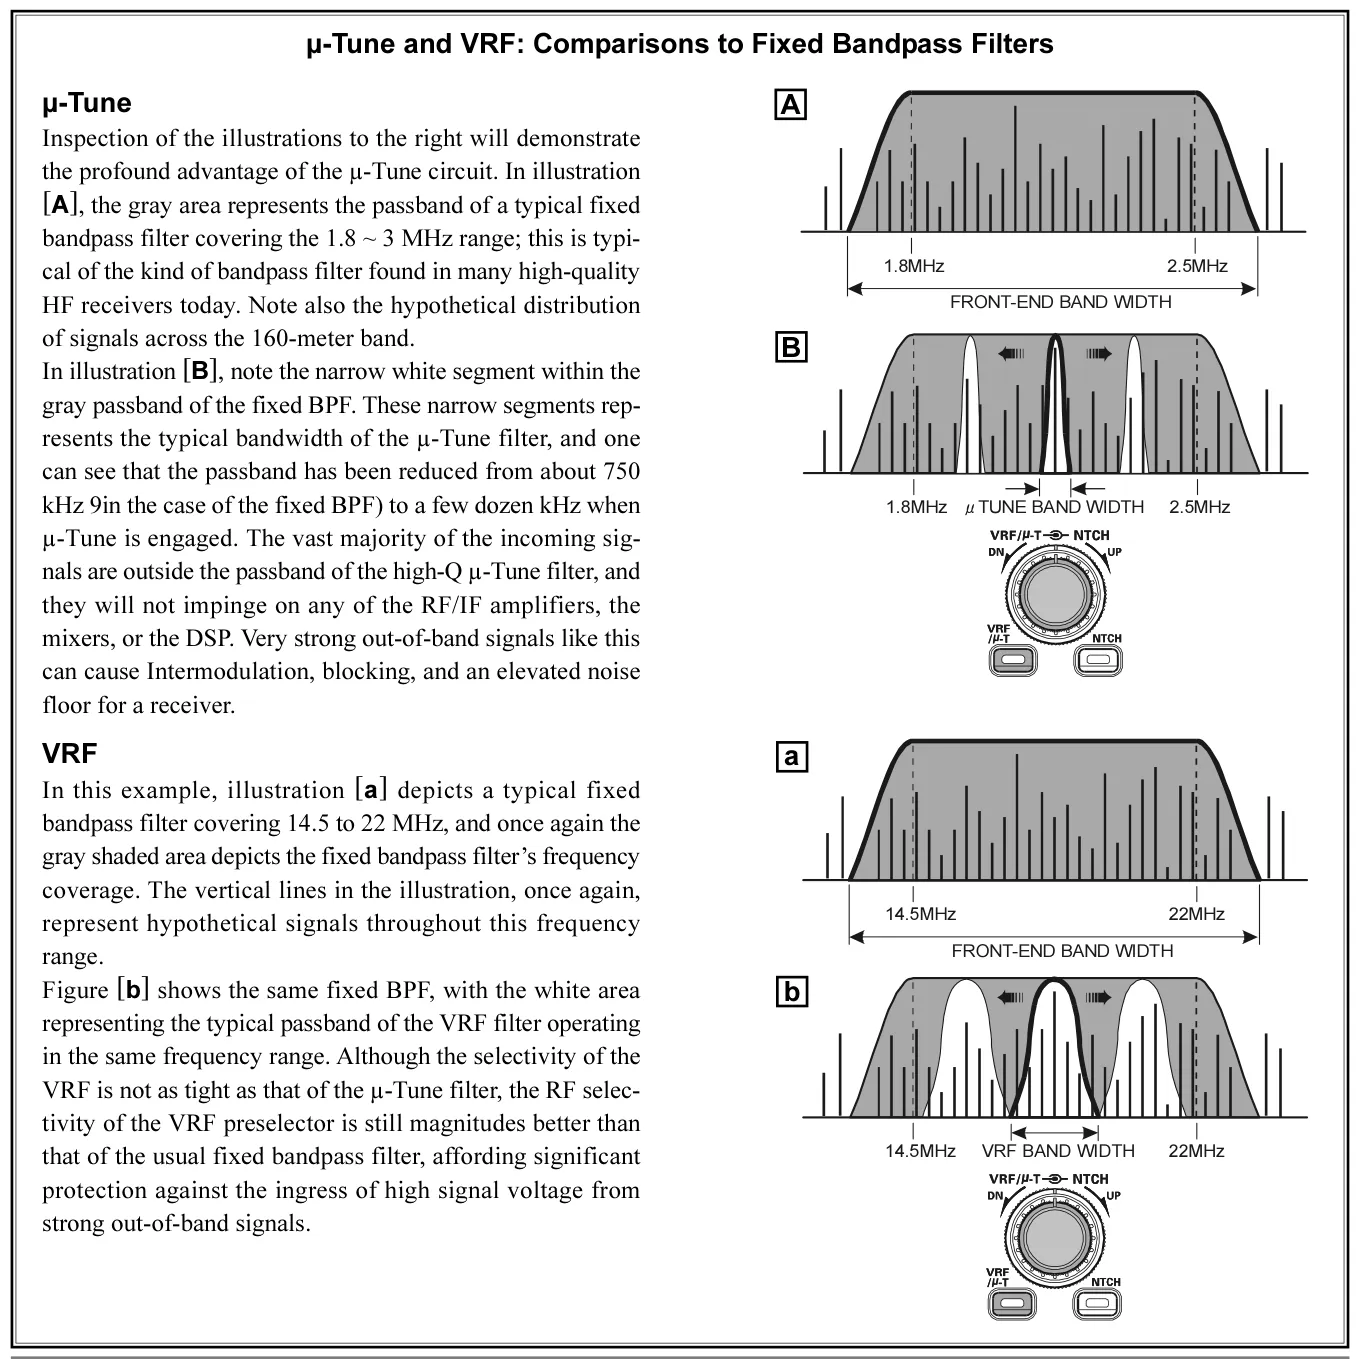 µ-Tune and VRF: Comparisons to Fixed Bandpass Filters
µ-Tune
Inspection of the illustrations to the right will demonstrate
the profound advantage of the µ-Tune circuit. In illustration
[A], the gray area represents the passband of a typical fixed
bandpass filter covering the 1.8 ~ 3 MHz range; this is typi-
cal of the kind of bandpass filter found in many high-quality
HF receivers today. Note also the hypothetical distribution
of signals across the 160-meter band.
In illustration [B], note the narrow white segment within the
gray passband of the fixed BPF. These narrow segments rep-
resents the typical bandwidth of the µ-Tune filter, and one
can see that the passband has been reduced from about 750
kHz 9in the case of the fixed BPF) to a few dozen kHz when
µ-Tune is engaged. The vast majority of the incoming sig-
nals are outside the passband of the high-Q µ-Tune filter, and
they will not impinge on any of the RF/IF amplifiers, the
mixers, or the DSP. Very strong out-of-band signals like this
can cause Intermodulation, blocking, and an elevated noise
floor for a receiver.
VRF
In this example, illustration [a] depicts a typical fixed
bandpass filter covering 14.5 to 22 MHz, and once again the
gray shaded area depicts the fixed bandpass filter's frequency
coverage. The vertical lines in the illustration, once again,
represent hypothetical signals throughout this frequency
range.
Figure [b] shows the same fixed BPF, with the white area
representing the typical passband of the VRF filter operating
in the same frequency range. Although the selectivity of the
VRF is not as tight as that of the µ-Tune filter, the RF selec-
tivity of the VRF preselector is still magnitudes better than
that of the usual fixed bandpass filter, affording significant
protection against the ingress of high signal voltage from
strong out-of-band signals.
A
1.8MHz 2.5MHz
FRONT-END BAND WIDTH
B
1.8MHz µ TUNE BAND WIDTH 2.5MHz
VRF/µ-T NTCH
DN UP
VRF
/µ-T NTCH
a
14.5MHz 22MHz
FRONT-END BAND WIDTH
b
14.5MHz VRF BAND WIDTH 22MHz
VRF/µ-T NTCH
DN UP
VRF
/µ-T NTCH